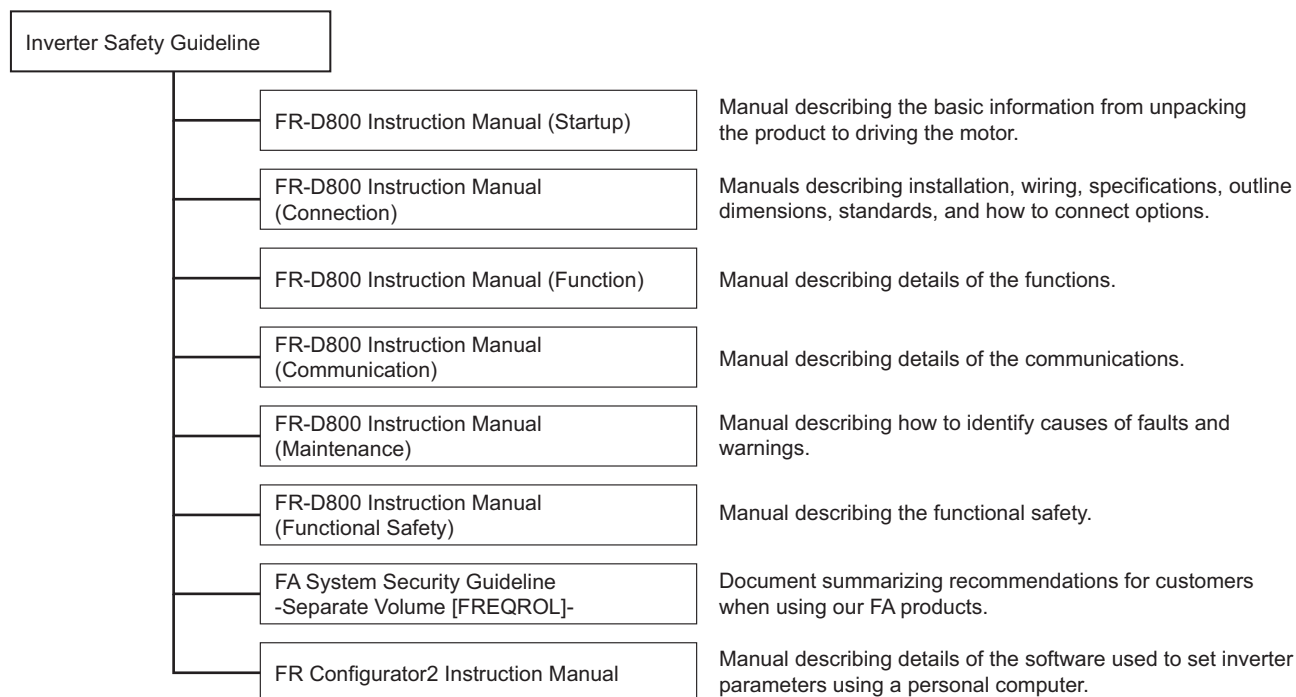 Inverter Safety Guideline
FR-D800 Instruction Manual (Startup)
Manual describing the basic information from unpacking
the product to driving the motor.
FR-D800 Instruction Manual
(Connection)
Manuals describing installation, wiring, specifications, outline
dimensions, standards, and how to connect options.
FR-D800 Instruction Manual (Function)
Manual describing details of the functions.
FR-D800 Instruction Manual
(Communication)
Manual describing details of the communications.
FR-D800 Instruction Manual
(Maintenance)
Manual describing how to identify causes of faults and
warnings.
FR-D800 Instruction Manual
(Functional Safety)
Manual describing the functional safety.
FA System Security Guideline
-Separate Volume [FREQROL]-
Document summarizing recommendations for customers
when using our FA products.
FR Configurator2 Instruction Manual
Manual describing details of the software used to set inverter
parameters using a personal computer.